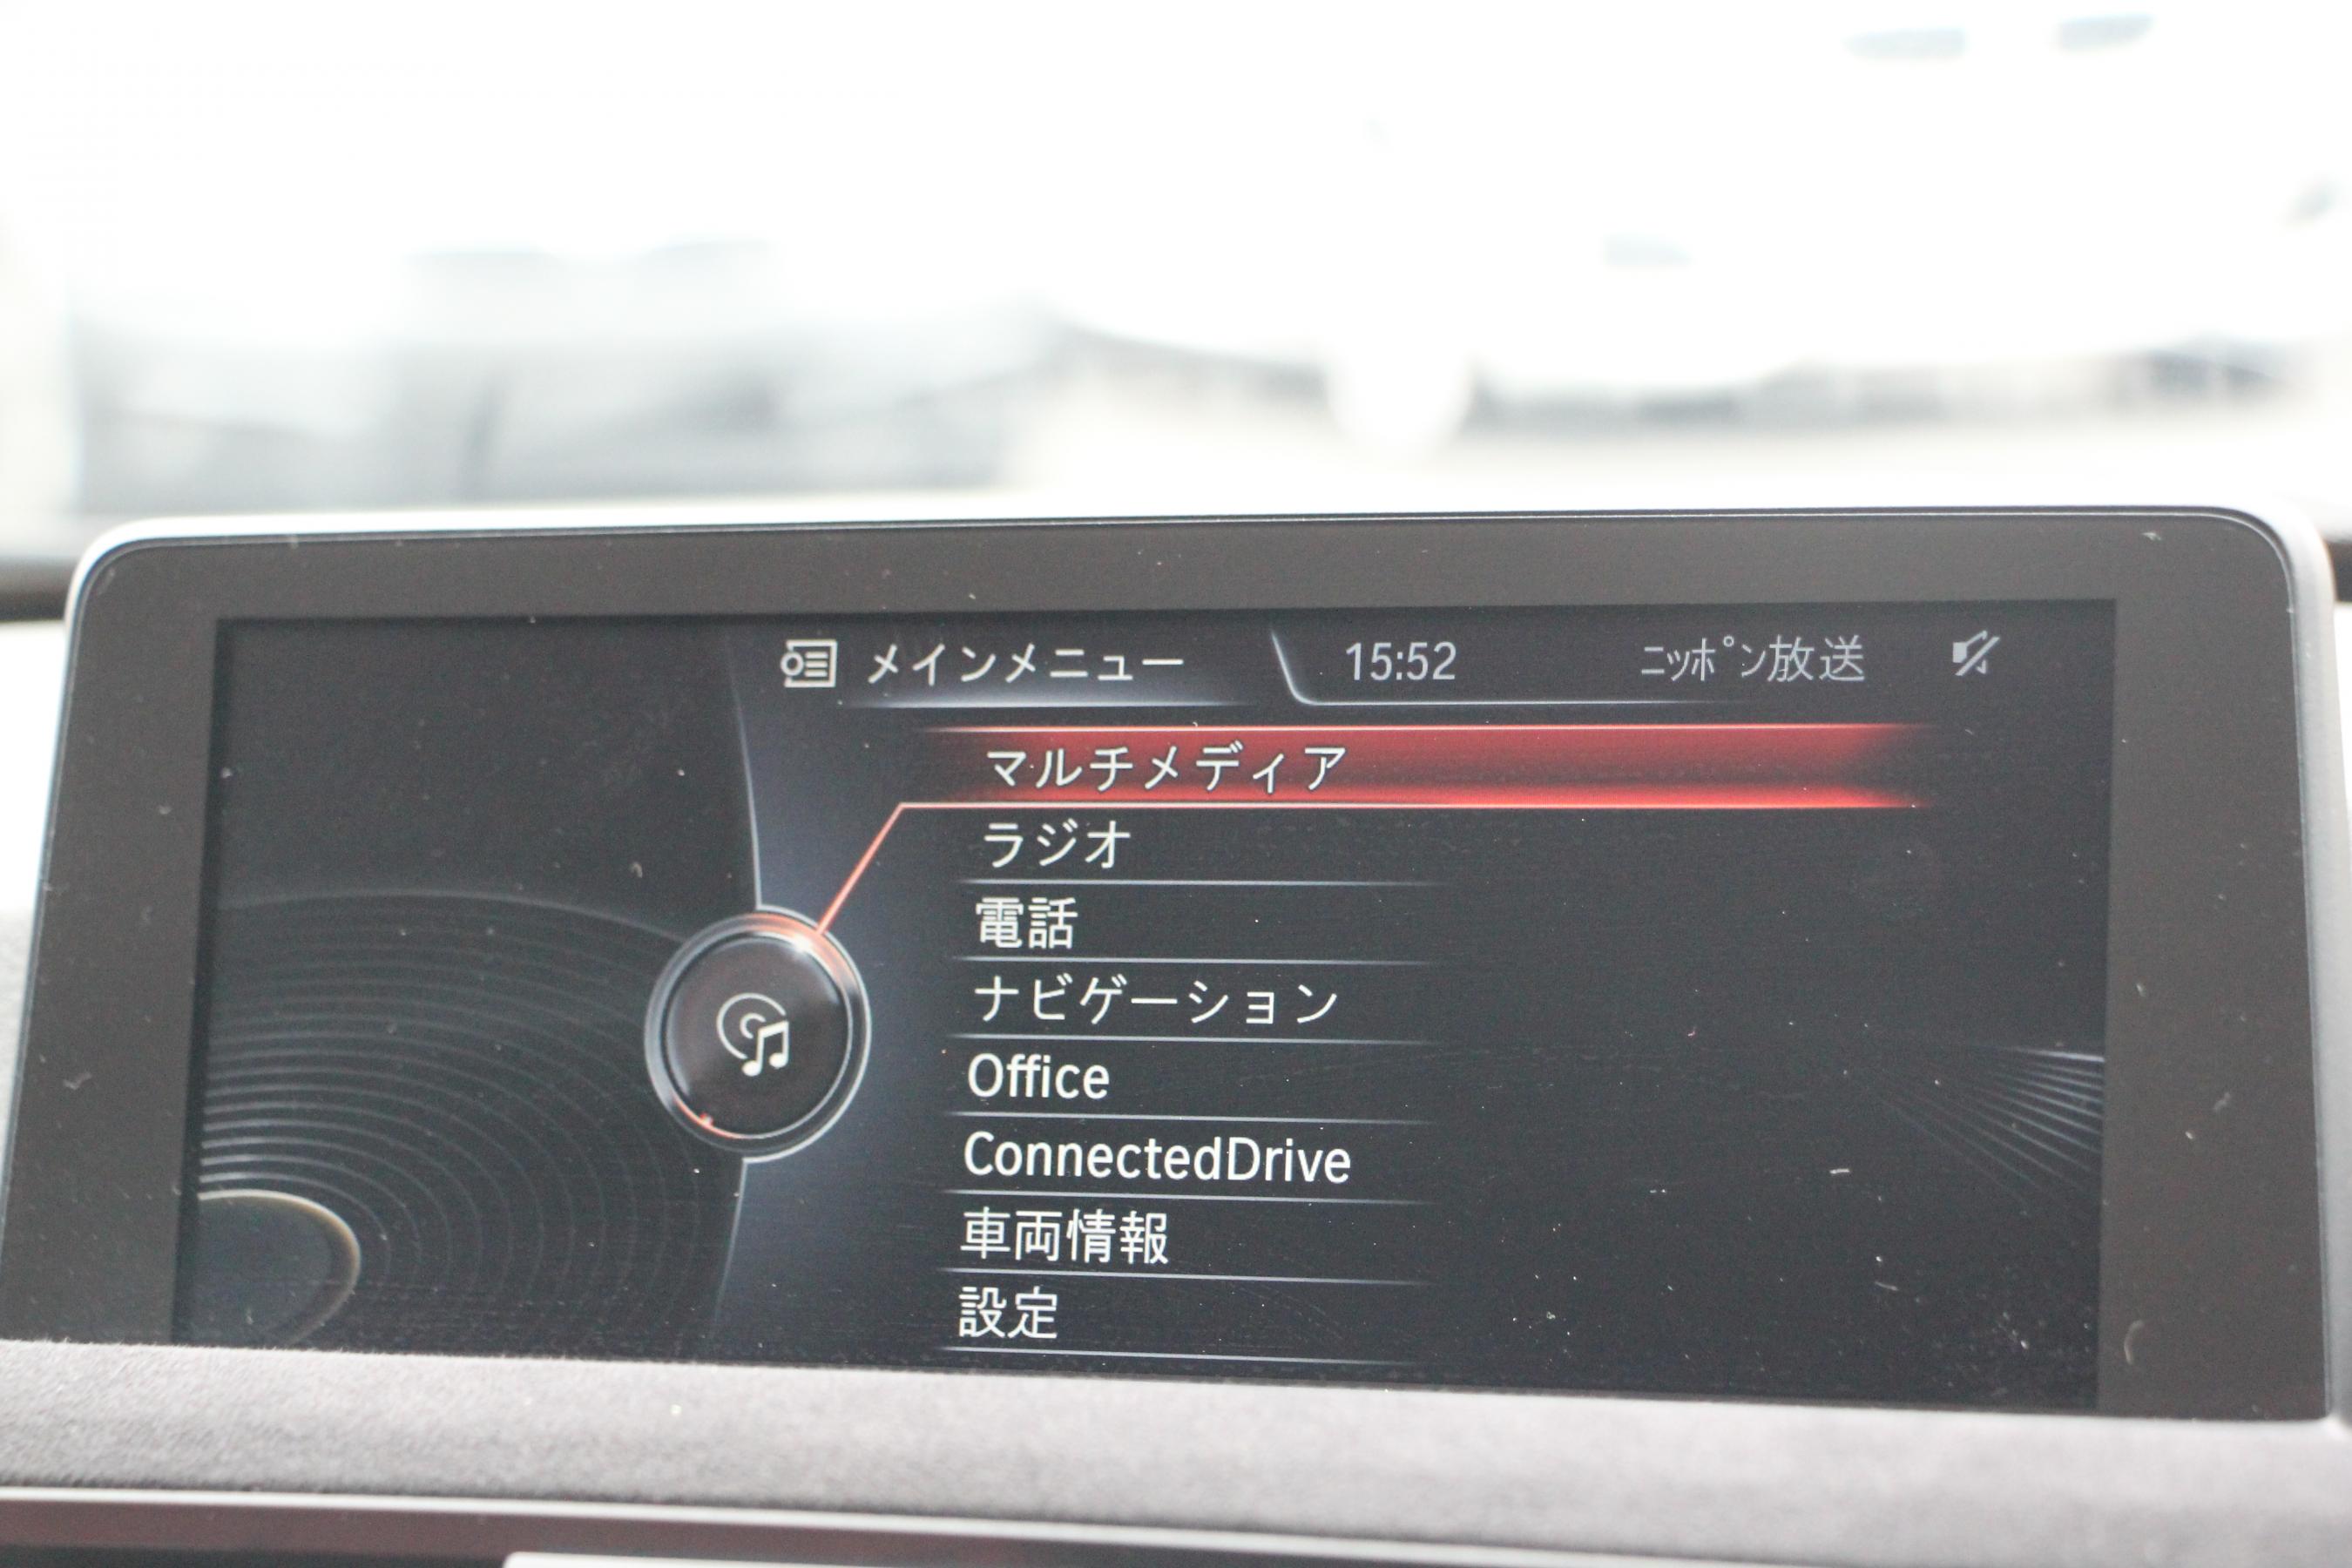 メインメニュー 15:52 ﾆｯﾎﾟﾝ放送
マルチメディア
ラジオ
電話
ナビゲーション
Office
ConnectedDrive
車両情報
設定